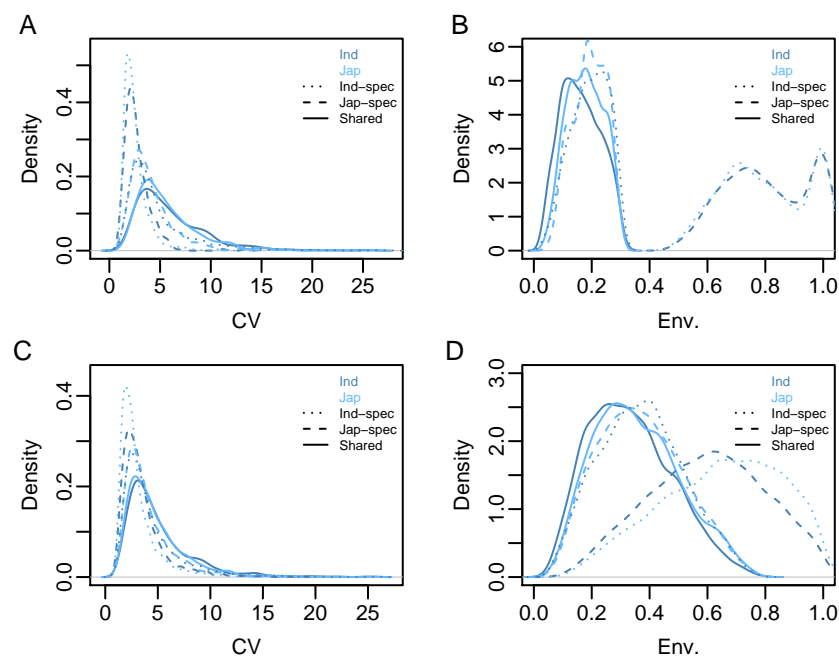 A
Density
0.0
0.2
0.4
0
5
10
15
20
25
CV
Ind
Jap
Ind-spec
Jap-spec
Shared
B
Density
0
1
2
3
4
5
6
0.0
0.2
0.4
0.6
0.8
1.0
Env.
Ind
Jap
Ind-spec
Jap-spec
Shared
C
Density
0.0
0.2
0.4
0
5
10
15
20
25
CV
Ind
Jap
Ind-spec
Jap-spec
Shared
D
Density
0.0
1.0
2.0
3.0
0.0
0.2
0.4
0.6
0.8
1.0
Env.
Ind
Jap
Ind-spec
Jap-spec
Shared